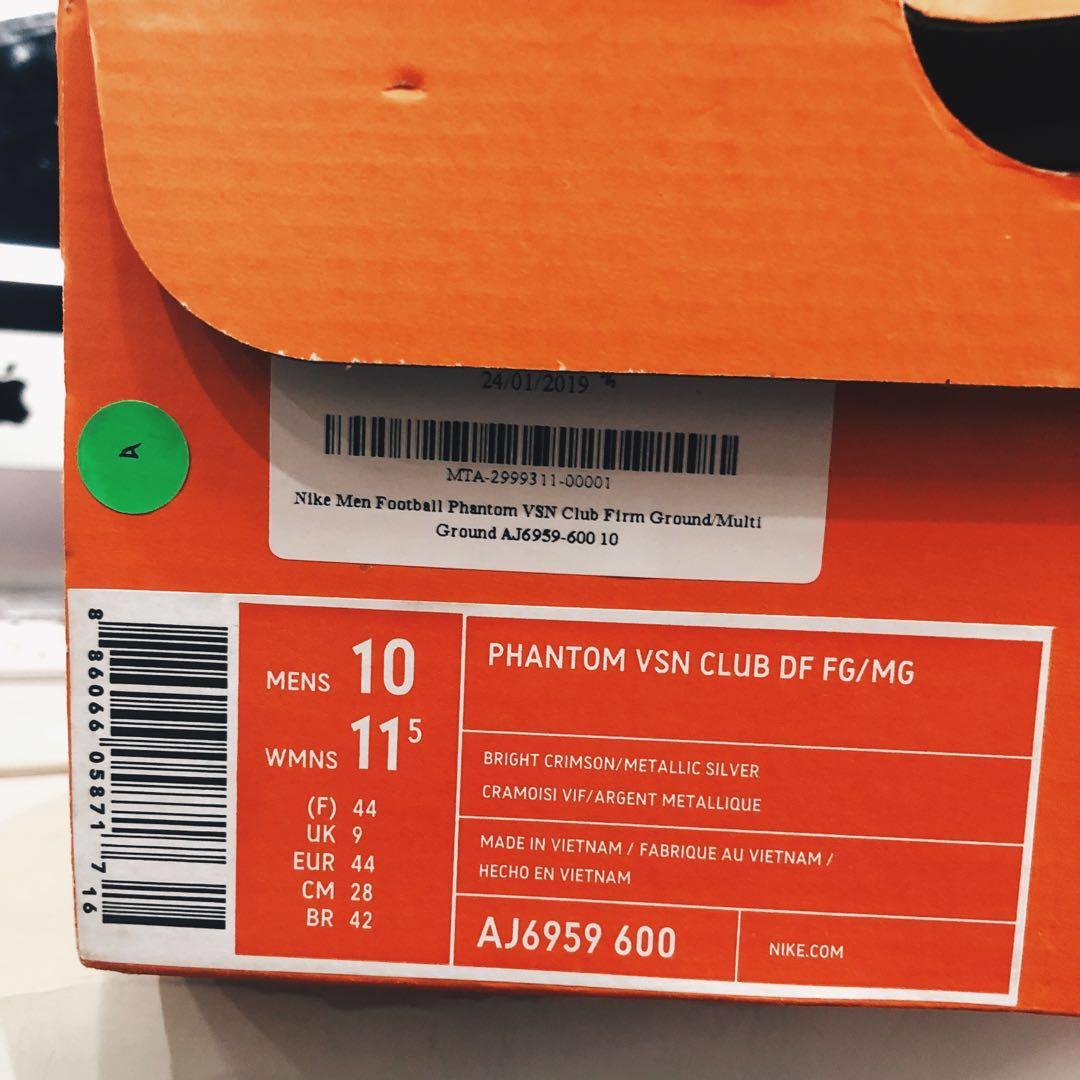 24/01/2019
MTA-2999311-00001
Nike Men Football Phantom VSN Club Firm Ground/Multi
Ground AJ6959-600 10
A
8 86066 05871 7 16
MENS 10
WMNS 11⁵
(F) 44
UK 9
EUR 44
CM 28
BR 42
PHANTOM VSN CLUB DF FG/MG
BRIGHT CRIMSON/METALLIC SILVER
CRAMOISI VIF/ARGENT METALLIQUE
MADE IN VIETNAM / FABRIQUE AU VIETNAM /
HECHO EN VIETNAM
AJ6959 600
NIKE.COM